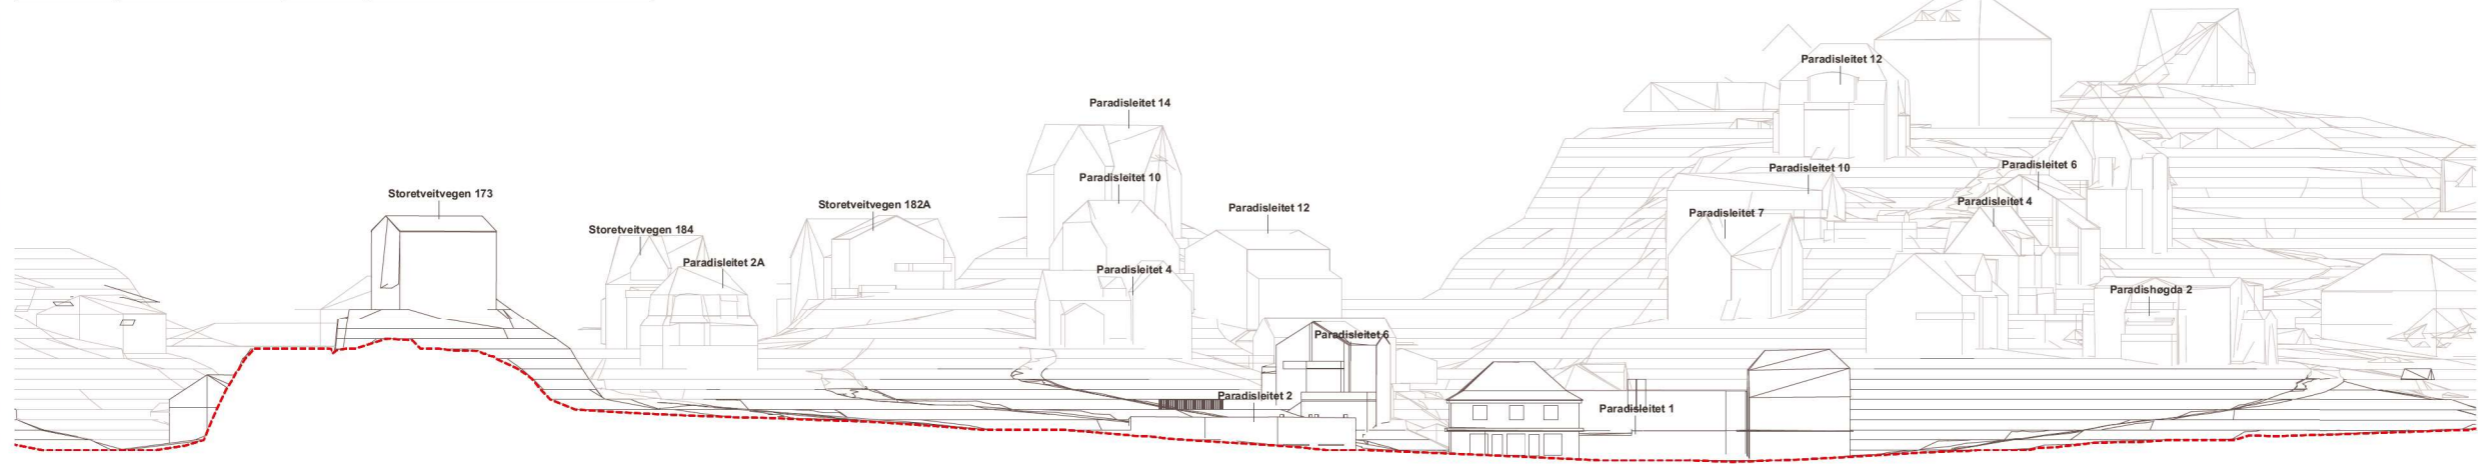 Paradisleitet 12
Paradisleitet 14
Paradisleitet 6
Paradisleitet 10
Paradisleitet 10
Storetveitvegen 173
Paradisleitet 4
Storetveitvegen 182A
Paradisleitet 12
Paradisleitet 7
Storetveitvegen 184
Paradisleitet 2A
Paradisleitet 4
Paradishøgda 2
Paradisleitet 6
Paradisleitet 2
Paradisleitet 1